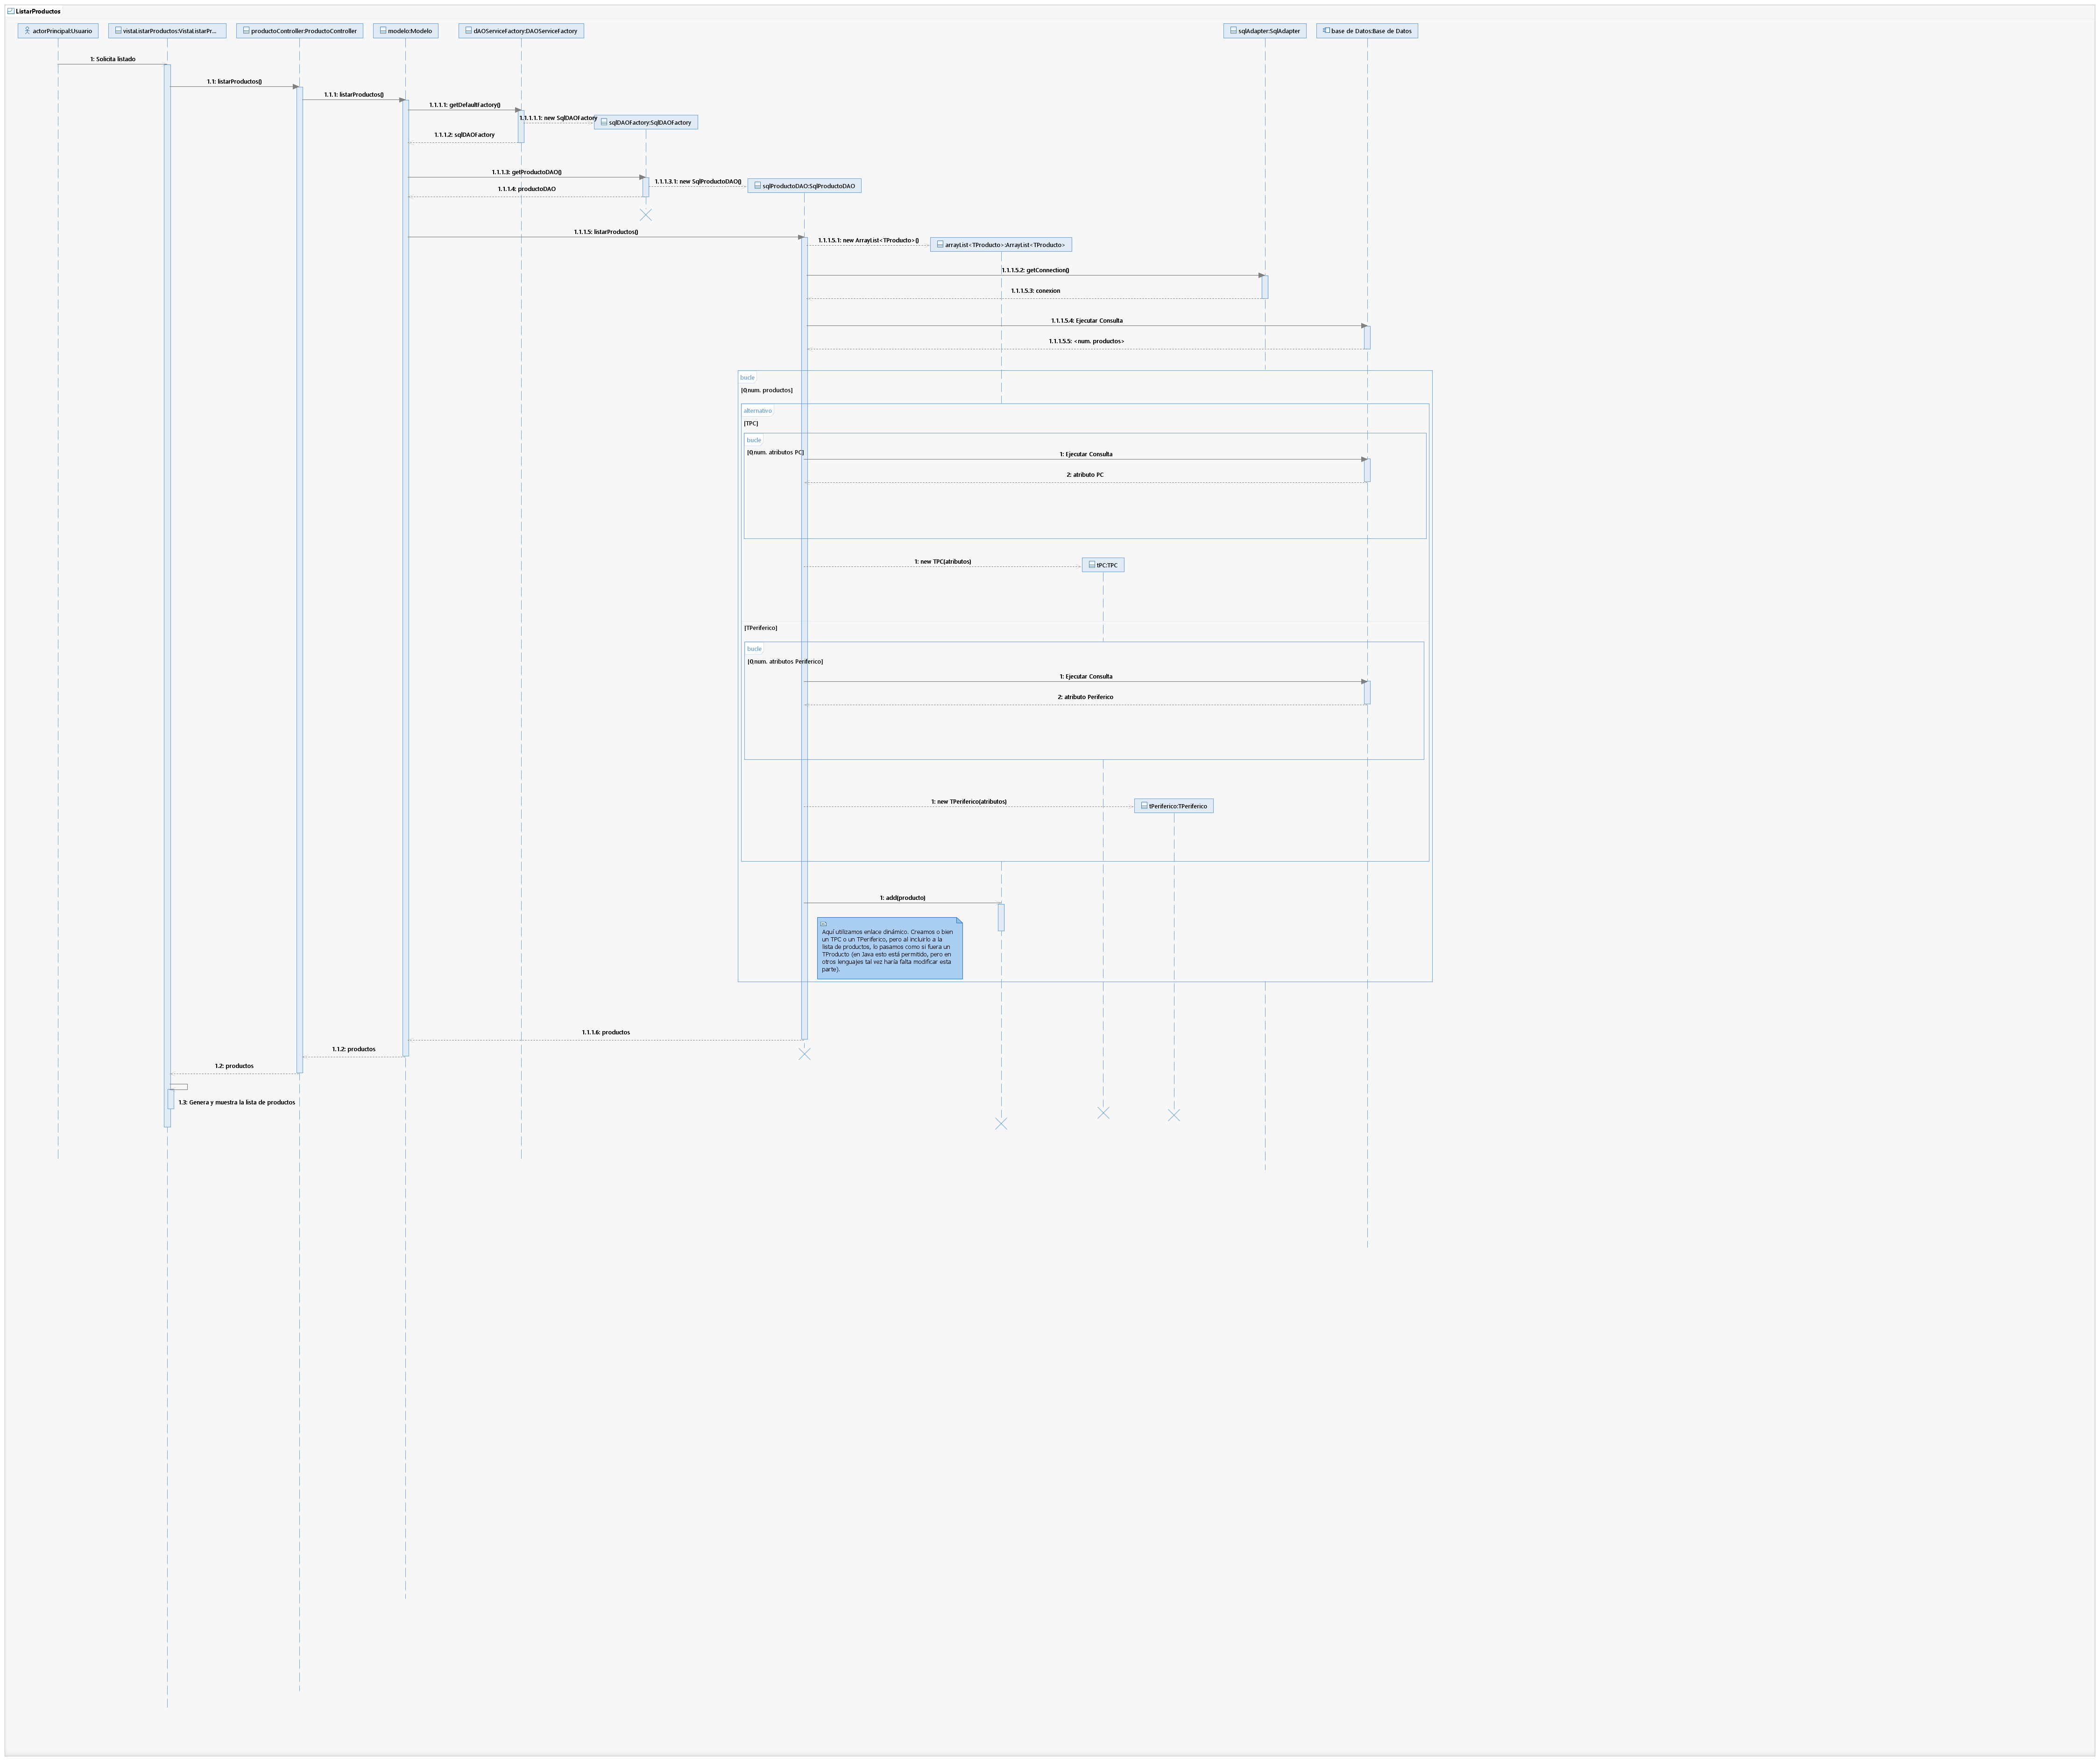 ListarProductos
actorPrincipal:Usuario
vistaListarProductos:VistaListarPr...
productoController:ProductoController
modelo:Modelo
dAOServiceFactory:DAOServiceFactory
sqlAdapter:SqlAdapter
base de Datos:Base de Datos
1: Solicita listado
1.1: listarProductos()
1.1.1: listarProductos()
1.1.1.1: getDefaultFactory()
1.1.1.1.1: new SqlDAOFactory
sqlDAOFactory:SqlDAOFactory
1.1.1.2: sqlDAOFactory
1.1.1.3: getProductoDAO()
1.1.1.3.1: new SqlProductoDAO()
sqlProductoDAO:SqlProductoDAO
1.1.1.4: productoDAO
1.1.1.5: listarProductos()
1.1.1.5.1: new ArrayList<TProducto>()
arrayList<TProducto>:ArrayList<TProducto>
1.1.1.5.2: getConnection()
1.1.1.5.3: conexion
1.1.1.5.4: Ejecutar Consulta
1.1.1.5.5: <num. productos>
bucle
[0;num. productos]
alternativo
[TPC]
bucle
[0;num. atributos PC]
1: Ejecutar Consulta
2: atributo PC
1: new TPC(atributos)
tPC:TPC
[TPeriferico]
bucle
[0;num. atributos Periferico]
1: Ejecutar Consulta
2: atributo Periferico
1: new TPeriferico(atributos)
tPeriferico:TPeriferico
1: add(producto)
Aquí utilizamos enlace dinámico. Creamos o bien
un TPC o un TPeriferico, pero al incluirlo a la
lista de productos, lo pasamos como si fuera un
TProducto (en Java esto está permitido, pero en
otros lenguajes tal vez haría falta modificar esta
parte).
1.1.1.6: productos
1.1.2: productos
1.2: productos
1.3: Genera y muestra la lista de productos